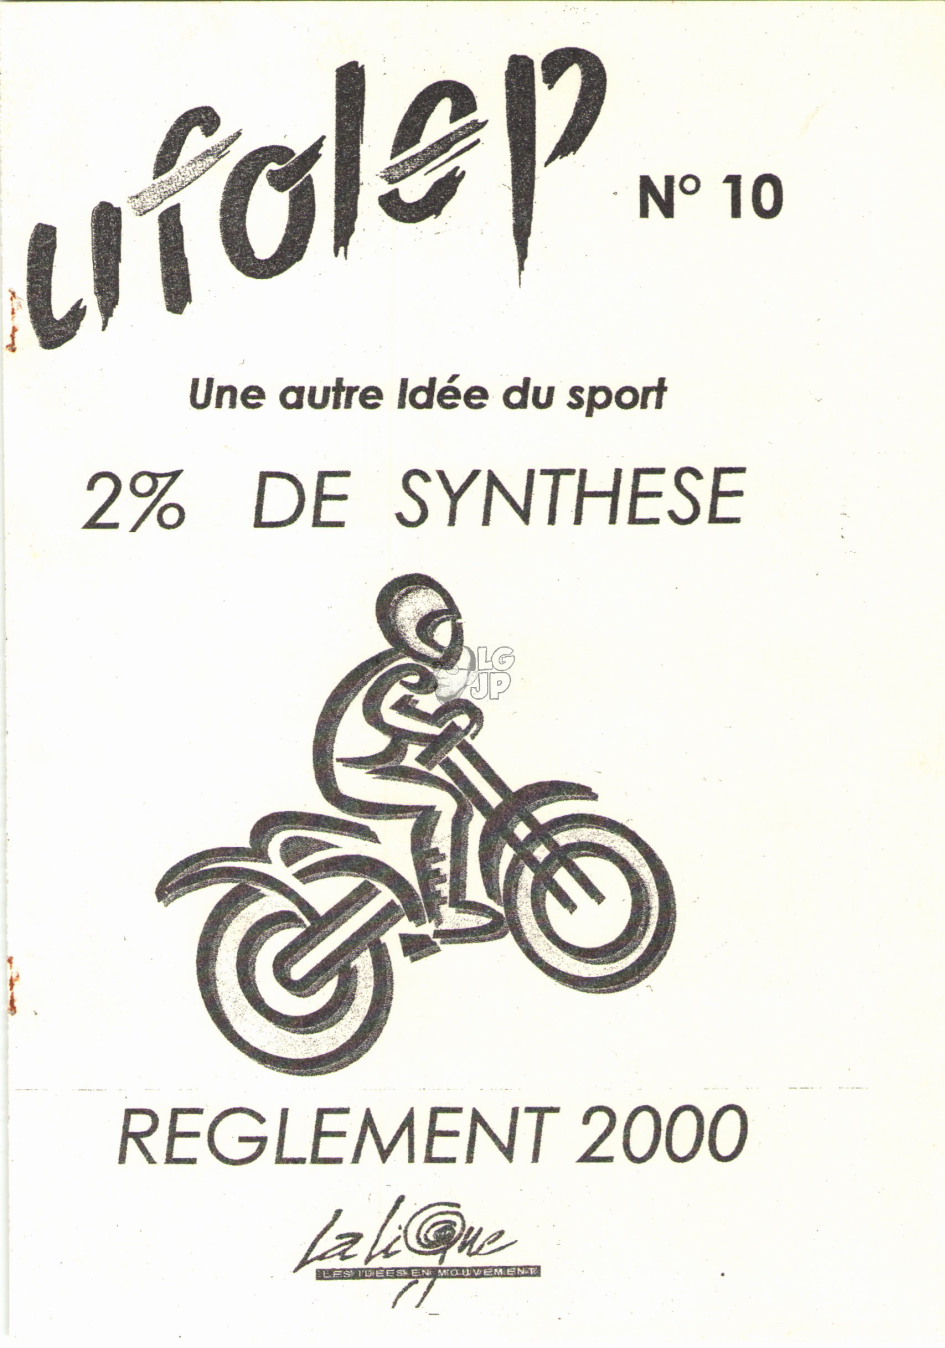 ufolep
N° 10
Une autre Idée du sport
2% DE SYNTHESE
LG
JP
REGLEMENT 2000
La ligue
LES IDEES EN MOUVEMENT